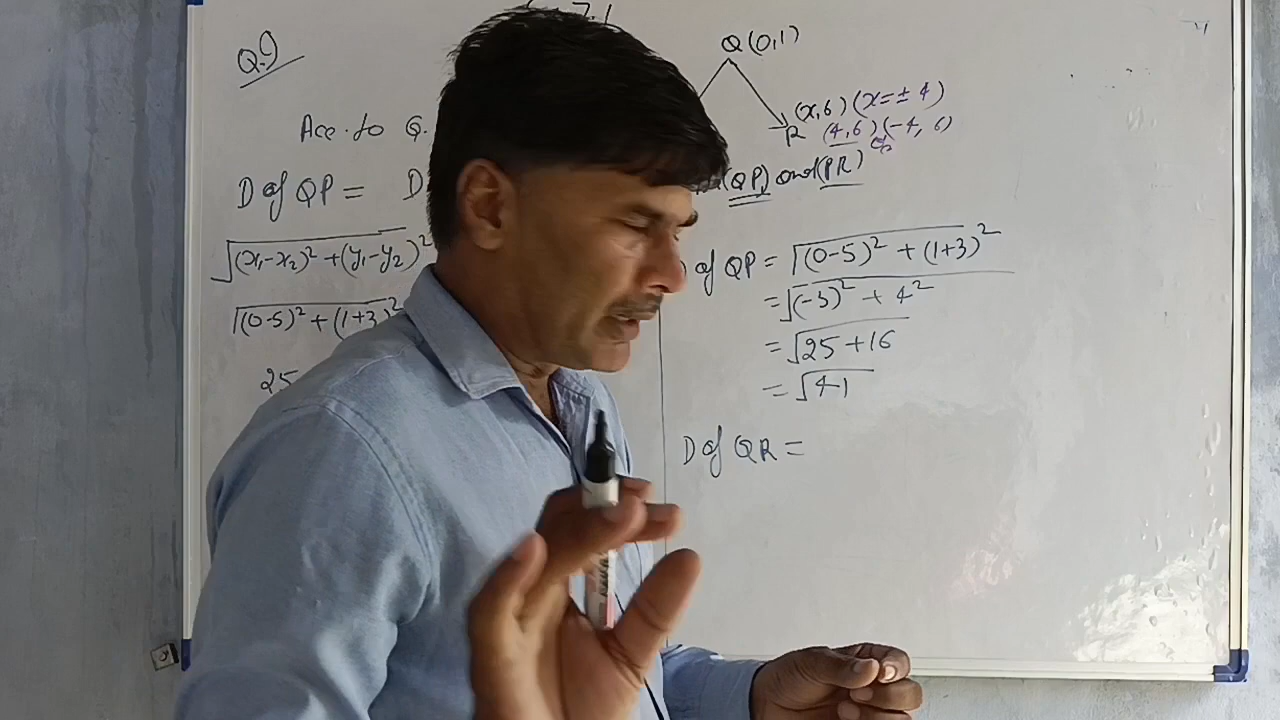 7.1
Q.9
Q(0,1)
(x,6) (x=±4)
R (4,6) (-4, 6)
Acc. to Q.
(QP) and (PR)
D of QP = D
√(x₁-x₂)² + (y₁-y₂)²
√(0-5)² + (1+3)²
25
of QP = √(0-5)² + (1+3)²
= √(-5)² + 4²
= √25+16
= √41
D of QR =